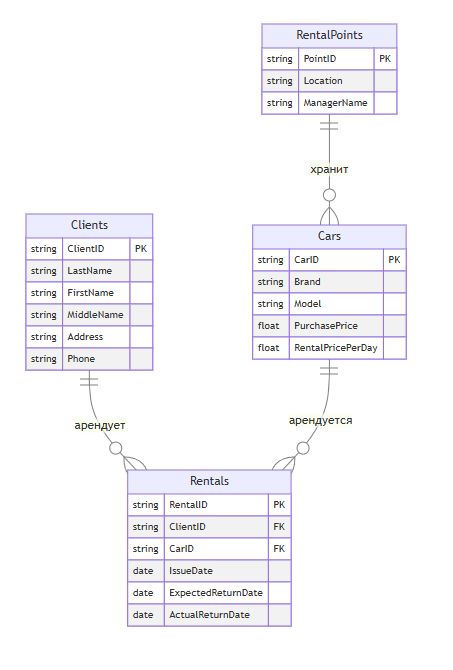 RentalPoints
string PointID PK
string Location
string ManagerName
хранит
Clients
string ClientID PK
string LastName
string FirstName
string MiddleName
string Address
string Phone
Cars
string CarID PK
string Brand
string Model
float PurchasePrice
float RentalPricePerDay
арендует
арендуется
Rentals
string RentalID PK
string ClientID FK
string CarID FK
date IssueDate
date ExpectedReturnDate
date ActualReturnDate